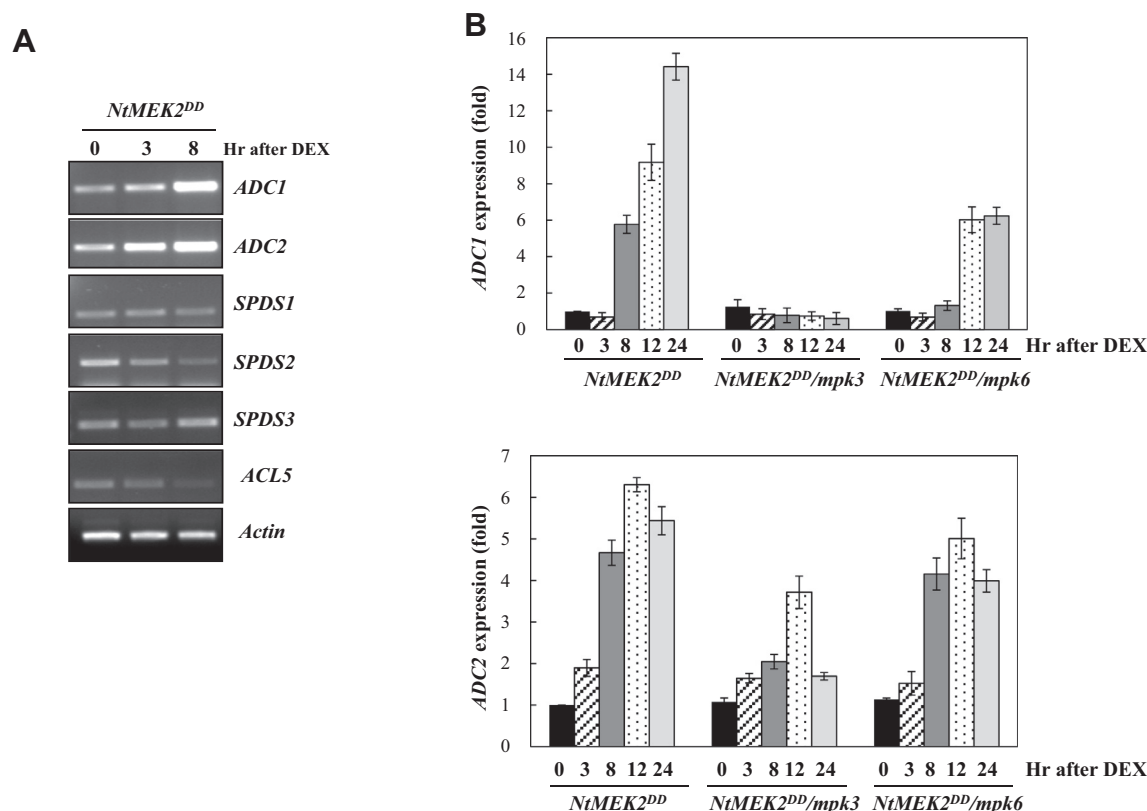 A
NtMEK2DD
0 3 8 Hr after DEX
ADC1
ADC2
SPDS1
SPDS2
SPDS3
ACL5
Actin
B
ADC1 expression (fold)
16
14
12
10
8
6
4
2
0
0 3 8 12 24 0 3 8 12 24 0 3 8 12 24 Hr after DEX
NtMEK2DD NtMEK2DD/mpk3 NtMEK2DD/mpk6
ADC2 expression (fold)
7
6
5
4
3
2
1
0
0 3 8 12 24 0 3 8 12 24 0 3 8 12 24 Hr after DEX
NtMEK2DD NtMEK2DD/mpk3 NtMEK2DD/mpk6